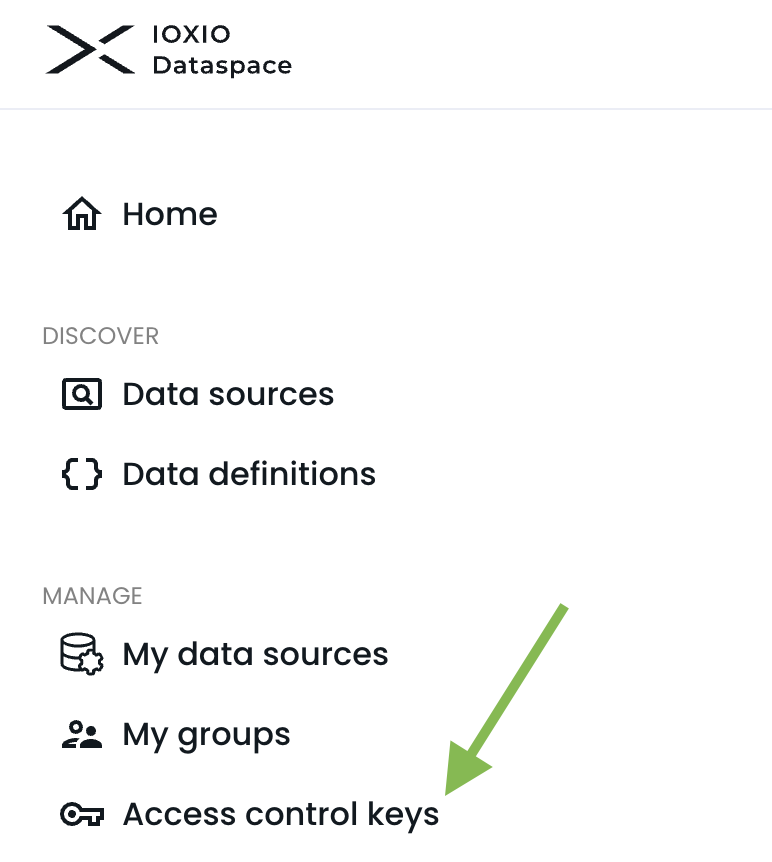 IOXIO
Dataspace
Home
DISCOVER
Data sources
Data definitions
MANAGE
My data sources
My groups
Access control keys